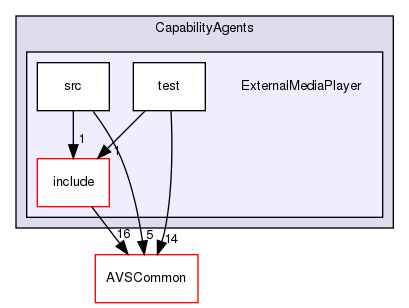 CapabilityAgents
src
test
ExternalMediaPlayer
1
1
include
16
5
14
AVSCommon